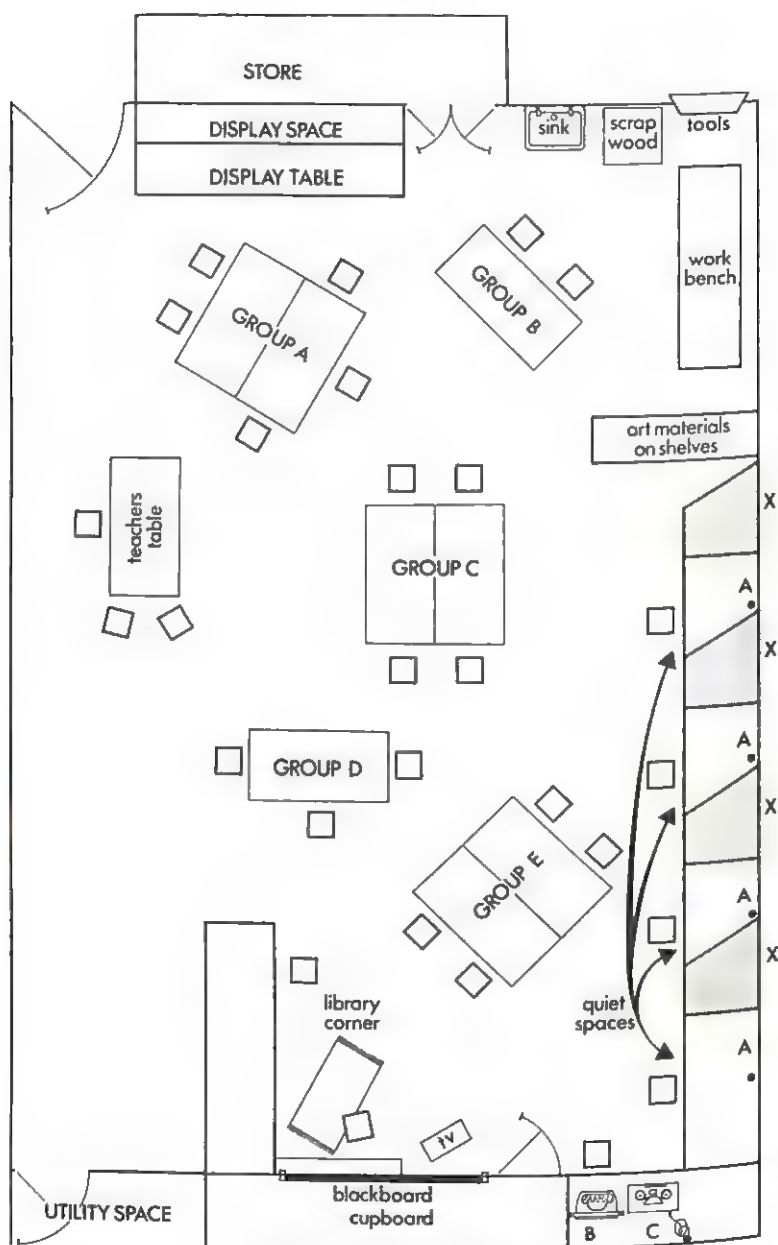 STORE
DISPLAY SPACE
DISPLAY TABLE
sink
scrap
wood
tools
GROUP A
GROUP B
work
bench
art materials
on shelves
X
teachers
table
GROUP C
A
X
A
GROUP D
X
GROUP E
A
X
library
corner
quiet
spaces
A
tv
UTILITY SPACE
blackboard
cupboard
B
C